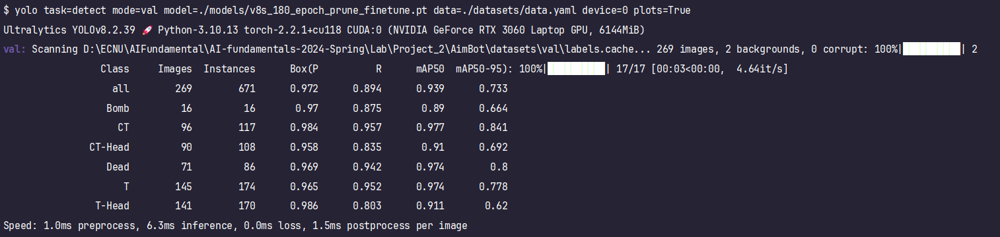 $ yolo task=detect mode=val model=./models/v8s_180_epoch_prune_finetune.pt data=./datasets/data.yaml device=0 plots=True
Ultralytics YOLOv8.2.39 🚀 Python-3.10.13 torch-2.2.1+cu118 CUDA:0 (NVIDIA GeForce RTX 3060 Laptop GPU, 6144MiB)
val: Scanning D:\ECNU\AIFundamental\AI-fundamentals-2024-Spring\Lab\Project_2\AimBot\datasets\val\labels.cache... 269 images, 2 backgrounds, 0 corrupt: 100%|██████████| 2
Class Images Instances Box(P R mAP50 mAP50-95): 100%|██████████| 17/17 [00:03<00:00, 4.64it/s]
all 269 671 0.972 0.894 0.939 0.733
Bomb 16 16 0.97 0.875 0.89 0.664
CT 96 117 0.984 0.957 0.977 0.841
CT-Head 90 108 0.958 0.835 0.91 0.692
Dead 71 86 0.969 0.942 0.974 0.8
T 145 174 0.965 0.952 0.974 0.778
T-Head 141 170 0.986 0.803 0.911 0.62
Speed: 1.0ms preprocess, 6.3ms inference, 0.0ms loss, 1.5ms postprocess per image